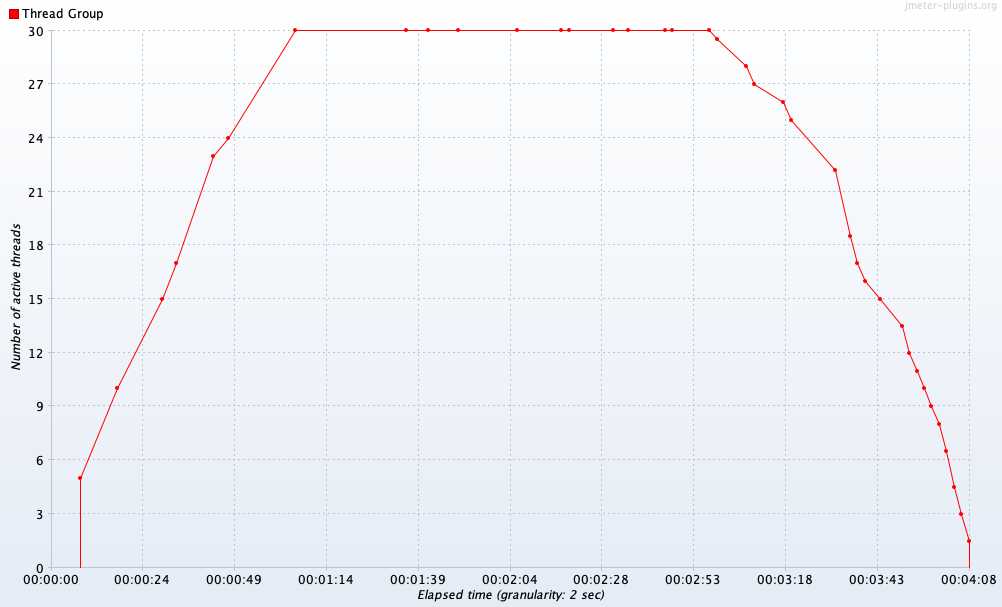 jmeter-plugins.org
Thread Group
30
27
24
21
18
15
12
9
6
3
0
Number of active threads
00:00:00 00:00:24 00:00:49 00:01:14 00:01:39 00:02:04 00:02:28 00:02:53 00:03:18 00:03:43 00:04:08
Elapsed time (granularity: 2 sec)